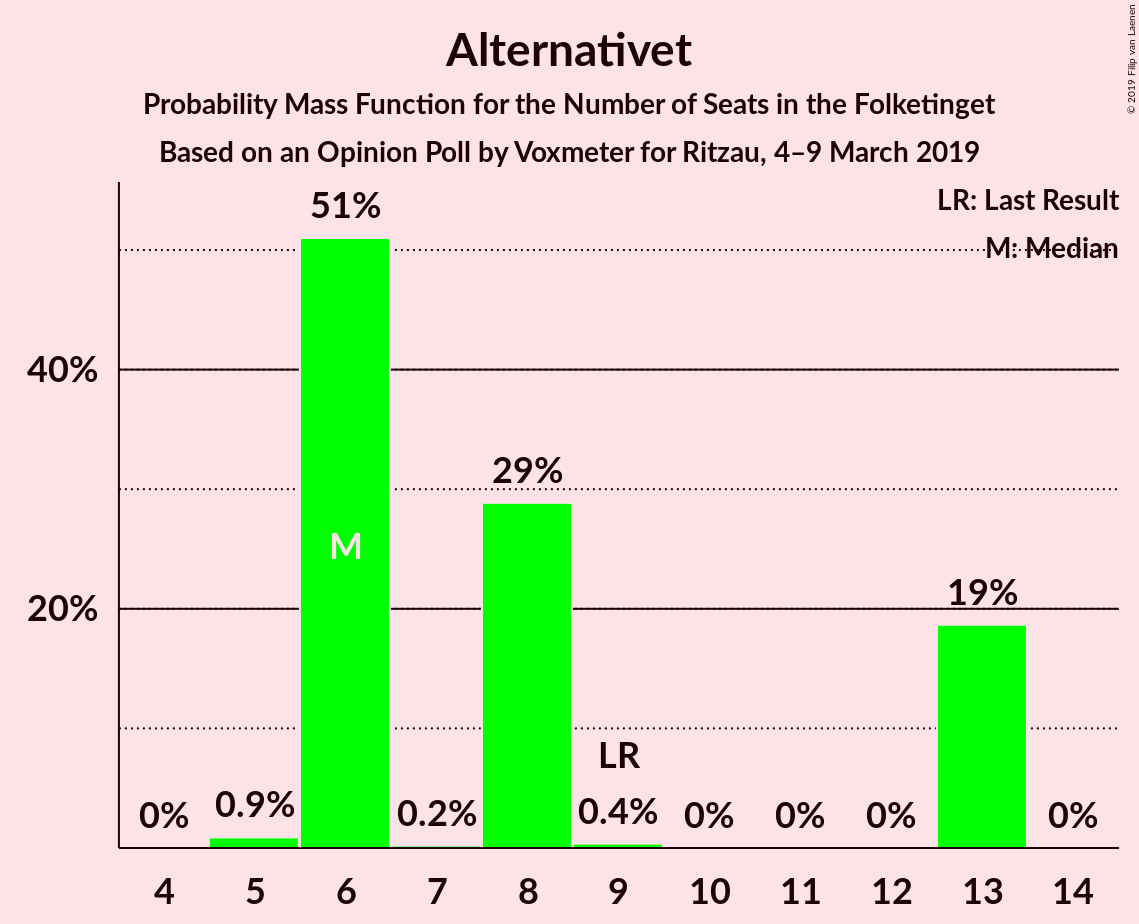 Alternativet
Probability Mass Function for the Number of Seats in the Folketinget
Based on an Opinion Poll by Voxmeter for Ritzau, 4–9 March 2019
© 2019 Filip van Laenen
LR: Last Result
M: Median
40%
20%
0%
0.9%
51%
M
0.2%
29%
LR
0.4%
0%
0%
0%
19%
0%
4 5 6 7 8 9 10 11 12 13 14